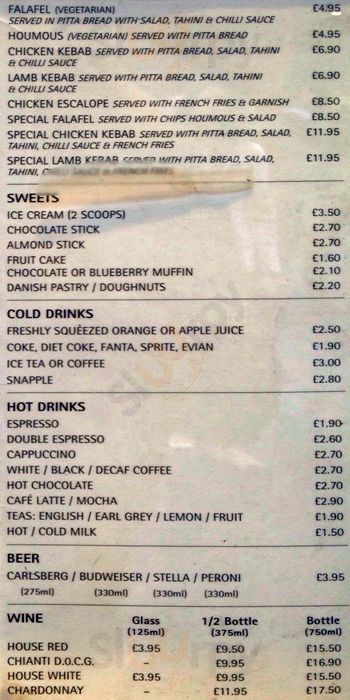 FALAFEL (VEGETARIAN) £4.95
SERVED IN PITTA BREAD WITH SALAD, TAHINI & CHILLI SAUCE
HOUMOUS (VEGETARIAN) SERVED WITH PITTA BREAD £4.95
CHICKEN KEBAB SERVED WITH PITTA BREAD, SALAD, TAHINI £6.90
& CHILLI SAUCE
LAMB KEBAB SERVED WITH PITTA BREAD, SALAD, TAHINI £6.90
& CHILLI SAUCE
CHICKEN ESCALOPE SERVED WITH FRENCH FRIES & GARNISH £8.50
SPECIAL FALAFEL SERVED WITH CHIPS HOUMOUS & SALAD £8.50
SPECIAL CHICKEN KEBAB SERVED WITH PITTA BREAD, SALAD, £11.95
TAHINI, CHILLI SAUCE & FRENCH FRIES
SPECIAL LAMB KEBAB SERVED WITH PITTA BREAD, SALAD, £11.95
TAHINI, CHILLI SAUCE & FRENCH FRIES
SWEETS
ICE CREAM (2 SCOOPS) £3.50
CHOCOLATE STICK £2.70
ALMOND STICK £2.70
FRUIT CAKE £1.60
CHOCOLATE OR BLUEBERRY MUFFIN £2.10
DANISH PASTRY / DOUGHNUTS £2.20
COLD DRINKS
FRESHLY SQUEEZED ORANGE OR APPLE JUICE £2.50
COKE, DIET COKE, FANTA, SPRITE, EVIAN £1.90
ICE TEA OR COFFEE £3.00
SNAPPLE £2.80
HOT DRINKS
ESPRESSO £1.90
DOUBLE ESPRESSO £2.60
CAPPUCCINO £2.70
WHITE / BLACK / DECAF COFFEE £2.70
HOT CHOCOLATE £2.70
CAFÉ LATTE / MOCHA £2.90
TEAS: ENGLISH / EARL GREY / LEMON / FRUIT £1.90
HOT / COLD MILK £1.50
BEER
CARLSBERG / BUDWEISER / STELLA / PERONI £3.95
(275ml) (330ml) (330ml) (330ml)
WINE Glass 1/2 Bottle Bottle
(125ml) (375ml) (750ml)
HOUSE RED £3.95 £9.50 £15.50
CHIANTI D.O.C.G. – £9.95 £16.90
HOUSE WHITE £3.95 £9.95 £15.50
CHARDONNAY – £11.95 £17.50